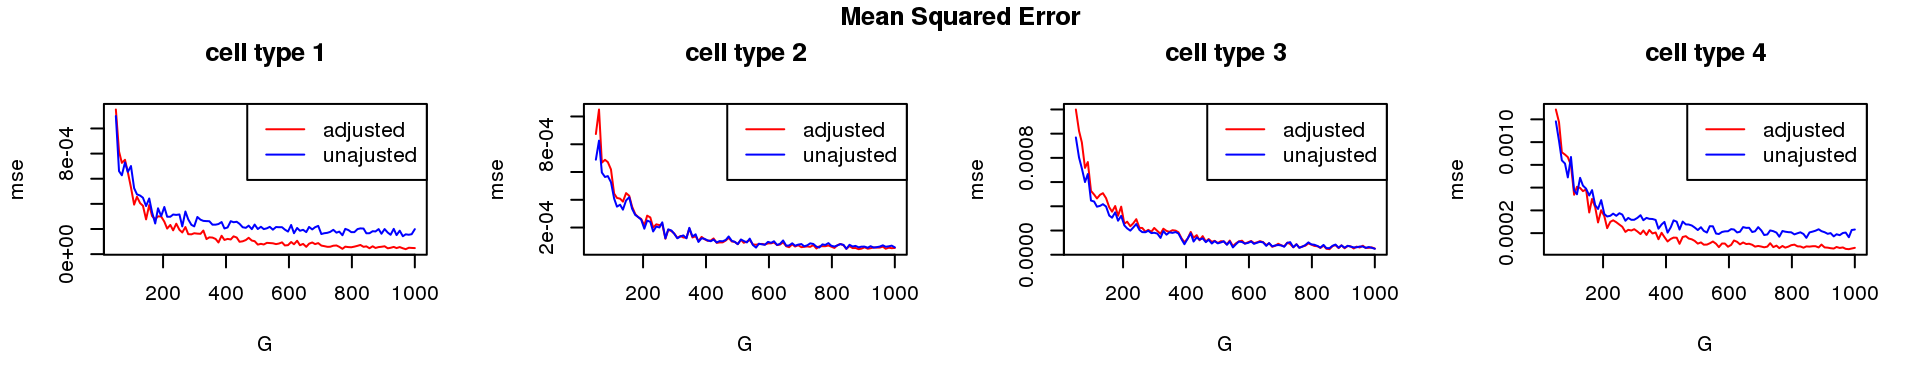 Mean Squared Error
cell type 1
mse
0e+00
8e-04
adjusted
unajusted
200 400 600 800 1000
G
cell type 2
mse
2e-04
8e-04
adjusted
unajusted
200 400 600 800 1000
G
cell type 3
mse
0.0000
0.0008
adjusted
unajusted
200 400 600 800 1000
G
cell type 4
mse
0.0002
0.0010
adjusted
unajusted
200 400 600 800 1000
G